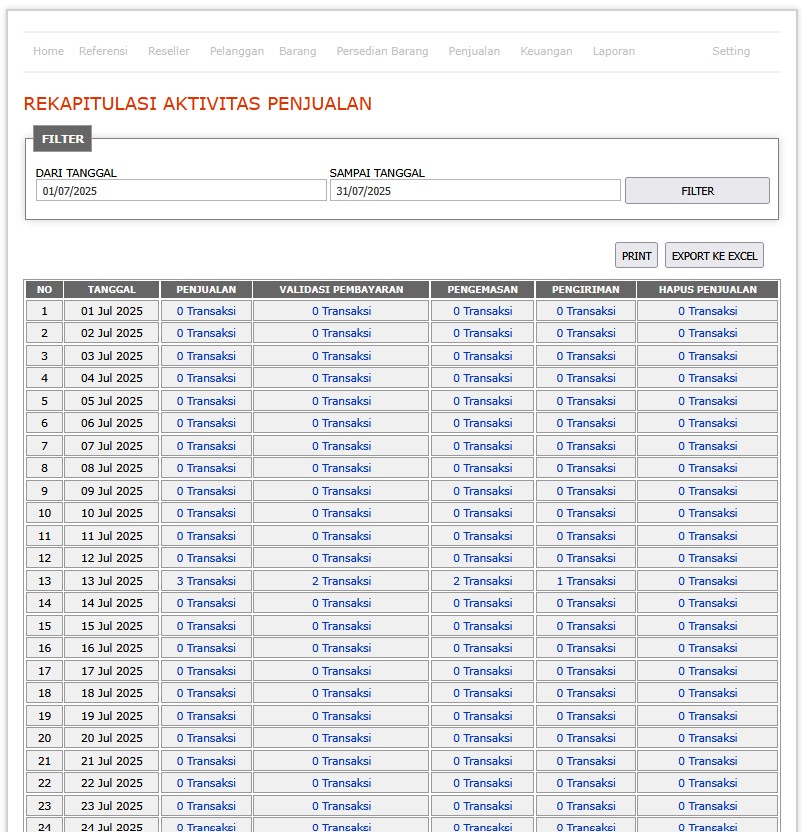 Home Referensi Reseller Pelanggan Barang Persedian Barang Penjualan Keuangan Laporan Setting
REKAPITULASI AKTIVITAS PENJUALAN
FILTER
DARI TANGGAL SAMPAI TANGGAL
01/07/2025 31/07/2025 FILTER
PRINT EXPORT KE EXCEL
NO TANGGAL PENJUALAN VALIDASI PEMBAYARAN PENGEMASAN PENGIRIMAN HAPUS PENJUALAN
1 01 Jul 2025 0 Transaksi 0 Transaksi 0 Transaksi 0 Transaksi 0 Transaksi
2 02 Jul 2025 0 Transaksi 0 Transaksi 0 Transaksi 0 Transaksi 0 Transaksi
3 03 Jul 2025 0 Transaksi 0 Transaksi 0 Transaksi 0 Transaksi 0 Transaksi
4 04 Jul 2025 0 Transaksi 0 Transaksi 0 Transaksi 0 Transaksi 0 Transaksi
5 05 Jul 2025 0 Transaksi 0 Transaksi 0 Transaksi 0 Transaksi 0 Transaksi
6 06 Jul 2025 0 Transaksi 0 Transaksi 0 Transaksi 0 Transaksi 0 Transaksi
7 07 Jul 2025 0 Transaksi 0 Transaksi 0 Transaksi 0 Transaksi 0 Transaksi
8 08 Jul 2025 0 Transaksi 0 Transaksi 0 Transaksi 0 Transaksi 0 Transaksi
9 09 Jul 2025 0 Transaksi 0 Transaksi 0 Transaksi 0 Transaksi 0 Transaksi
10 10 Jul 2025 0 Transaksi 0 Transaksi 0 Transaksi 0 Transaksi 0 Transaksi
11 11 Jul 2025 0 Transaksi 0 Transaksi 0 Transaksi 0 Transaksi 0 Transaksi
12 12 Jul 2025 0 Transaksi 0 Transaksi 0 Transaksi 0 Transaksi 0 Transaksi
13 13 Jul 2025 3 Transaksi 2 Transaksi 2 Transaksi 1 Transaksi 0 Transaksi
14 14 Jul 2025 0 Transaksi 0 Transaksi 0 Transaksi 0 Transaksi 0 Transaksi
15 15 Jul 2025 0 Transaksi 0 Transaksi 0 Transaksi 0 Transaksi 0 Transaksi
16 16 Jul 2025 0 Transaksi 0 Transaksi 0 Transaksi 0 Transaksi 0 Transaksi
17 17 Jul 2025 0 Transaksi 0 Transaksi 0 Transaksi 0 Transaksi 0 Transaksi
18 18 Jul 2025 0 Transaksi 0 Transaksi 0 Transaksi 0 Transaksi 0 Transaksi
19 19 Jul 2025 0 Transaksi 0 Transaksi 0 Transaksi 0 Transaksi 0 Transaksi
20 20 Jul 2025 0 Transaksi 0 Transaksi 0 Transaksi 0 Transaksi 0 Transaksi
21 21 Jul 2025 0 Transaksi 0 Transaksi 0 Transaksi 0 Transaksi 0 Transaksi
22 22 Jul 2025 0 Transaksi 0 Transaksi 0 Transaksi 0 Transaksi 0 Transaksi
23 23 Jul 2025 0 Transaksi 0 Transaksi 0 Transaksi 0 Transaksi 0 Transaksi
24 24 Jul 2025 0 Transaksi 0 Transaksi 0 Transaksi 0 Transaksi 0 Transaksi